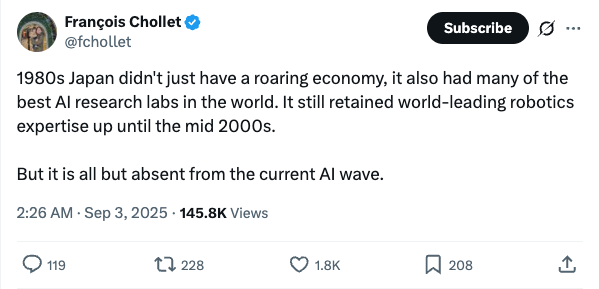 François Chollet
@fchollet
Subscribe
1980s Japan didn't just have a roaring economy, it also had many of the
best AI research labs in the world. It still retained world-leading robotics
expertise up until the mid 2000s.
But it is all but absent from the current AI wave.
2:26 AM · Sep 3, 2025 · 145.8K Views
119 228 1.8K 208